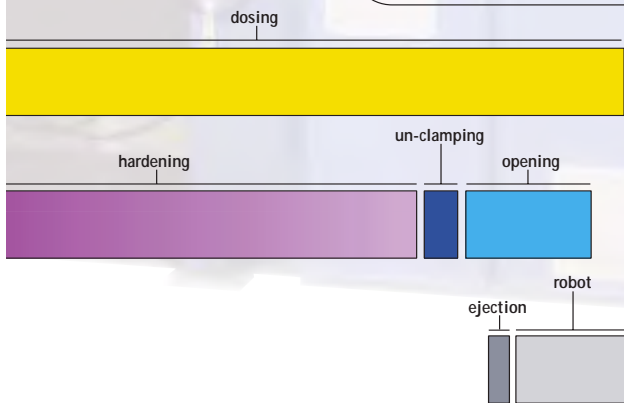 dosing
un-clamping
hardening
opening
robot
ejection